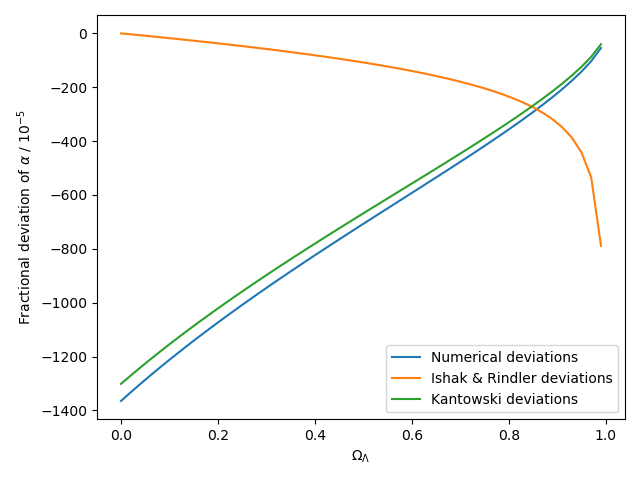 Fractional deviation of α / 10⁻⁵
0
−200
−400
−600
−800
−1000
−1200
−1400
Numerical deviations
Ishak & Rindler deviations
Kantowski deviations
0.0 0.2 0.4 0.6 0.8 1.0
Ω_Λ